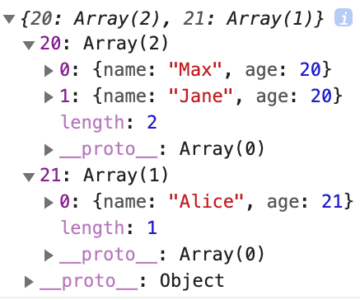 ▼{20: Array(2), 21: Array(1)} i
▼20: Array(2)
▶0: {name: "Max", age: 20}
▶1: {name: "Jane", age: 20}
length: 2
▶__proto__: Array(0)
▼21: Array(1)
▶0: {name: "Alice", age: 21}
length: 1
▶__proto__: Array(0)
▶__proto__: Object